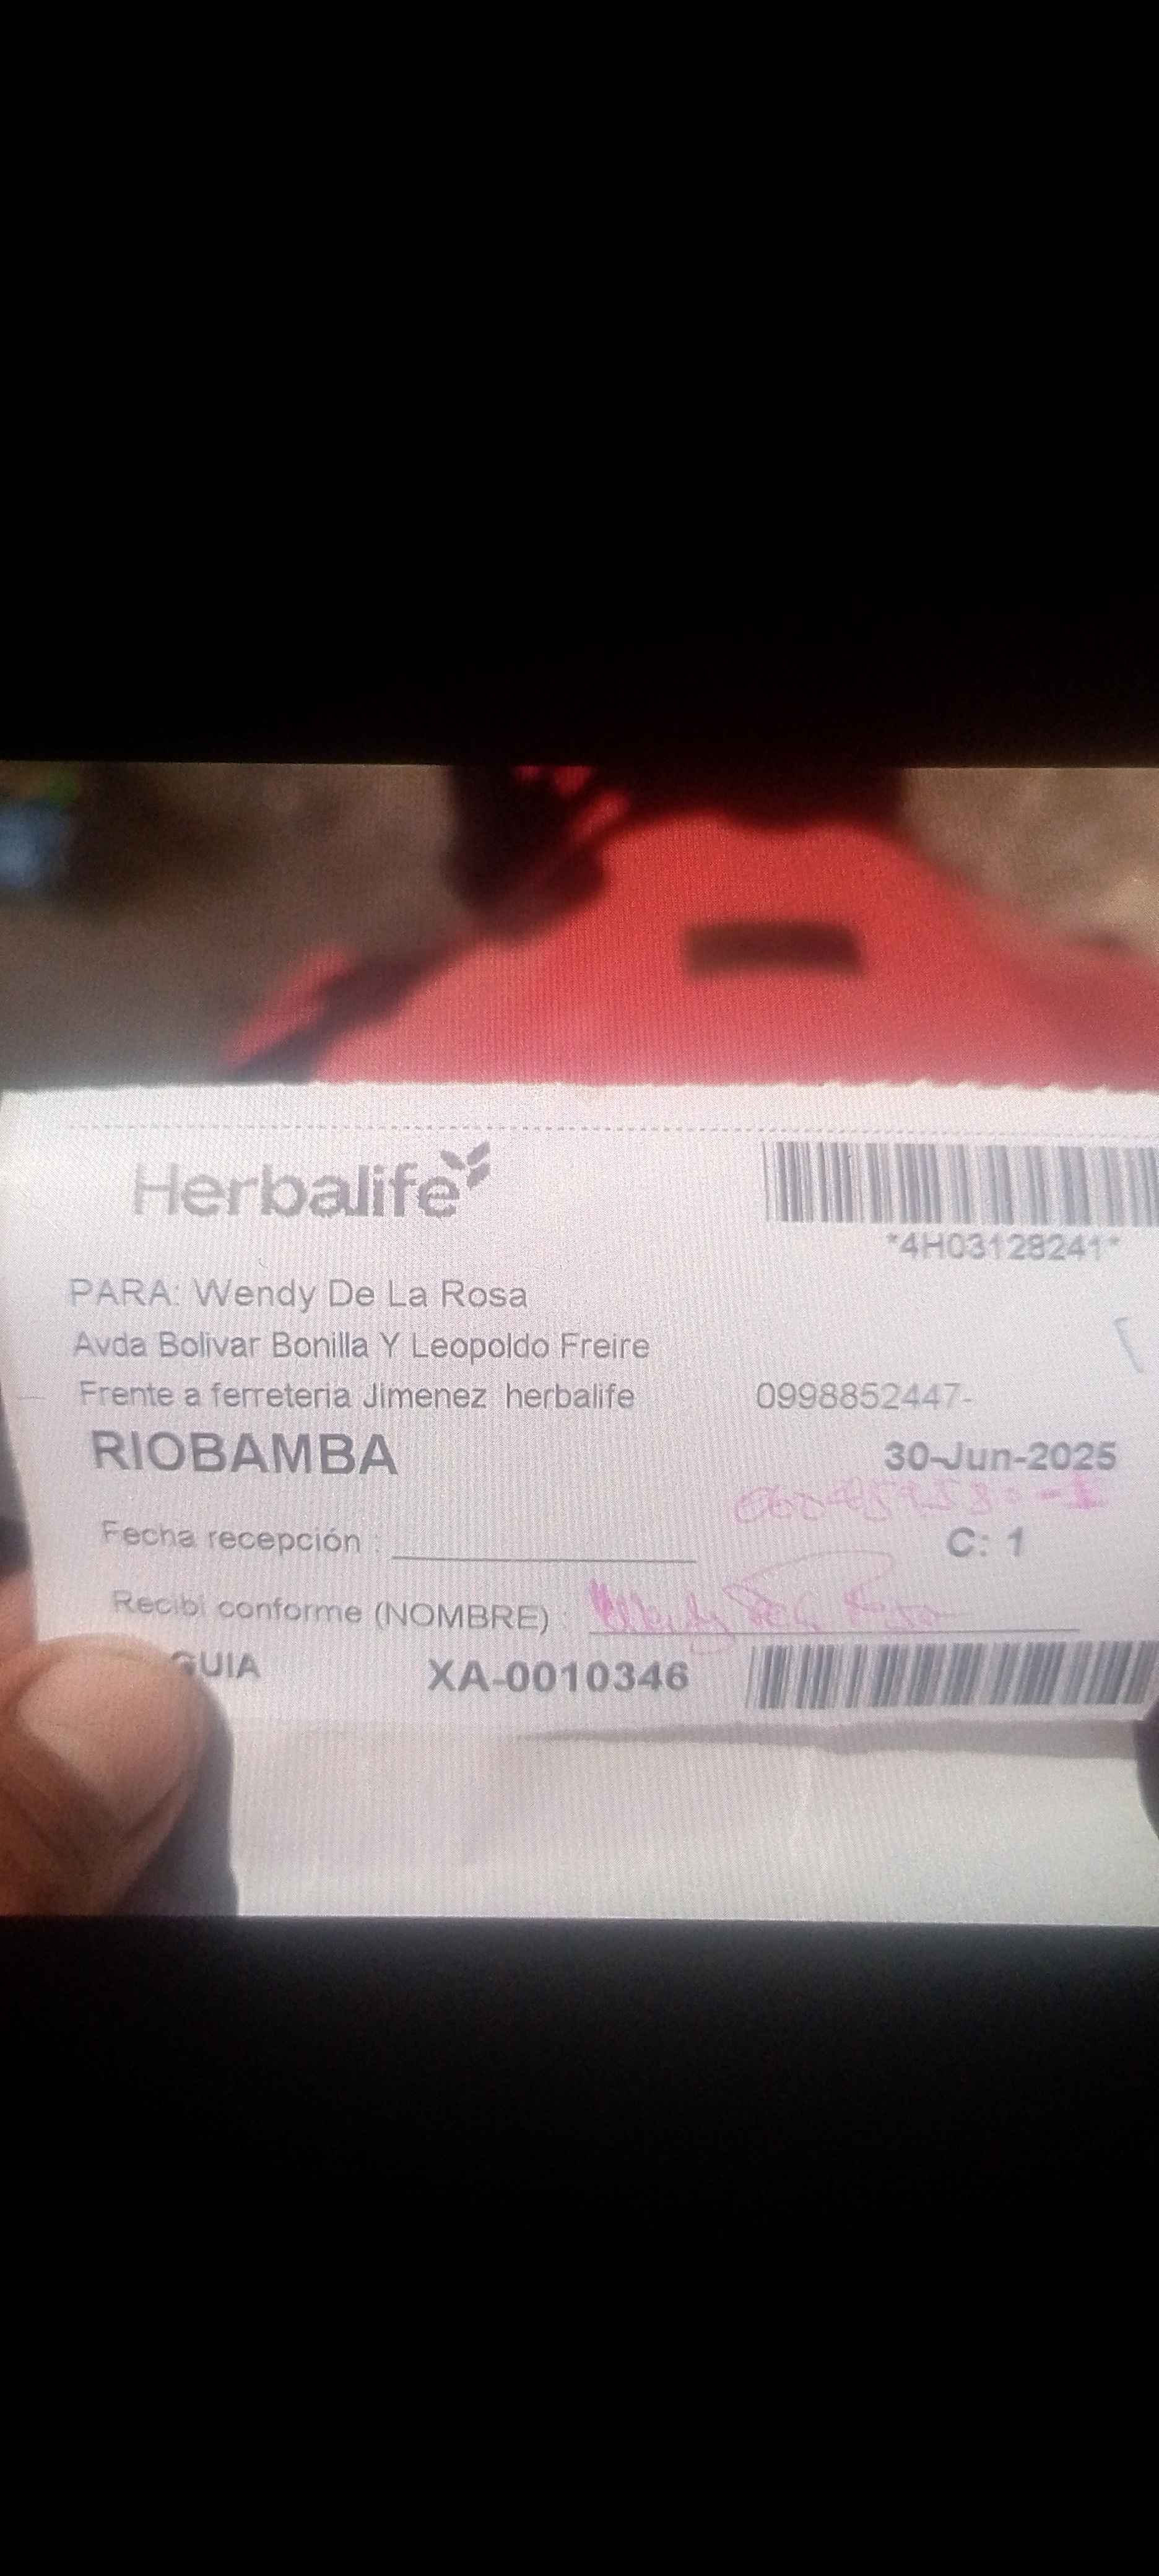 Herbalife
*4H03128241*
PARA: Wendy De La Rosa
Avda Bolivar Bonilla Y Leopoldo Freire
Frente a ferreteria Jimenez herbalife 0998852447-
RIOBAMBA 30-Jun-2025
Fecha recepción :
C: 1
Recibi conforme (NOMBRE) :
GUIA XA-0010346